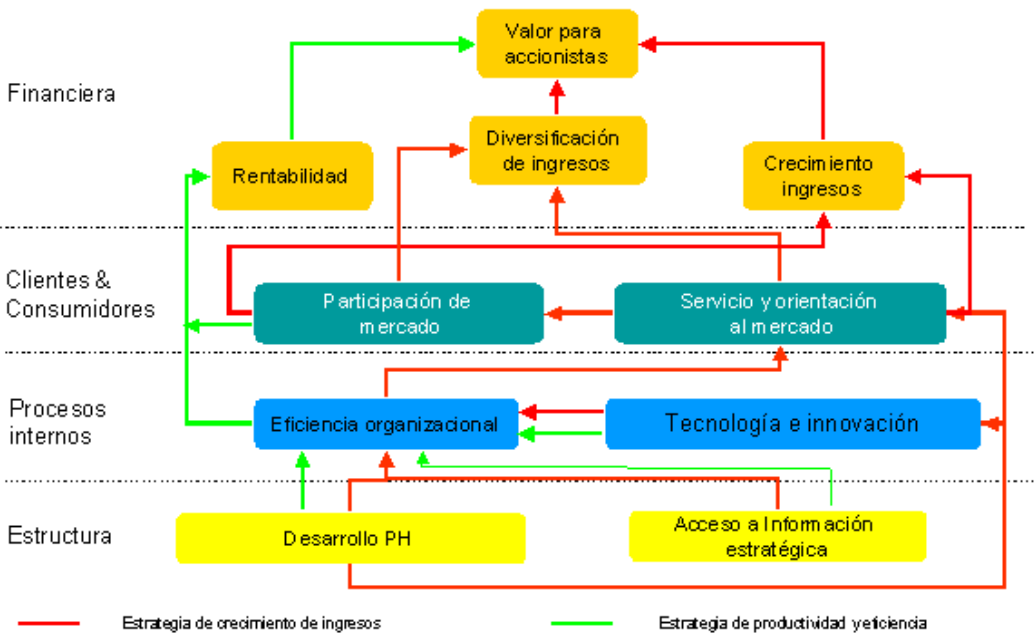 Valor para
accionistas
Financiera
Diversificación
de ingresos
Rentabilidad
Crecimiento
ingresos
Clientes &
Consumidores
Participación de
mercado
Servicio y orientación
al mercado
Procesos
internos
Eficiencia organizacional
Tecnología e innovación
Estructura
Desarrollo PH
Acceso a Información
estratégica
Estrategia de crecimiento de ingresos
Estrategia de productividad y eficiencia